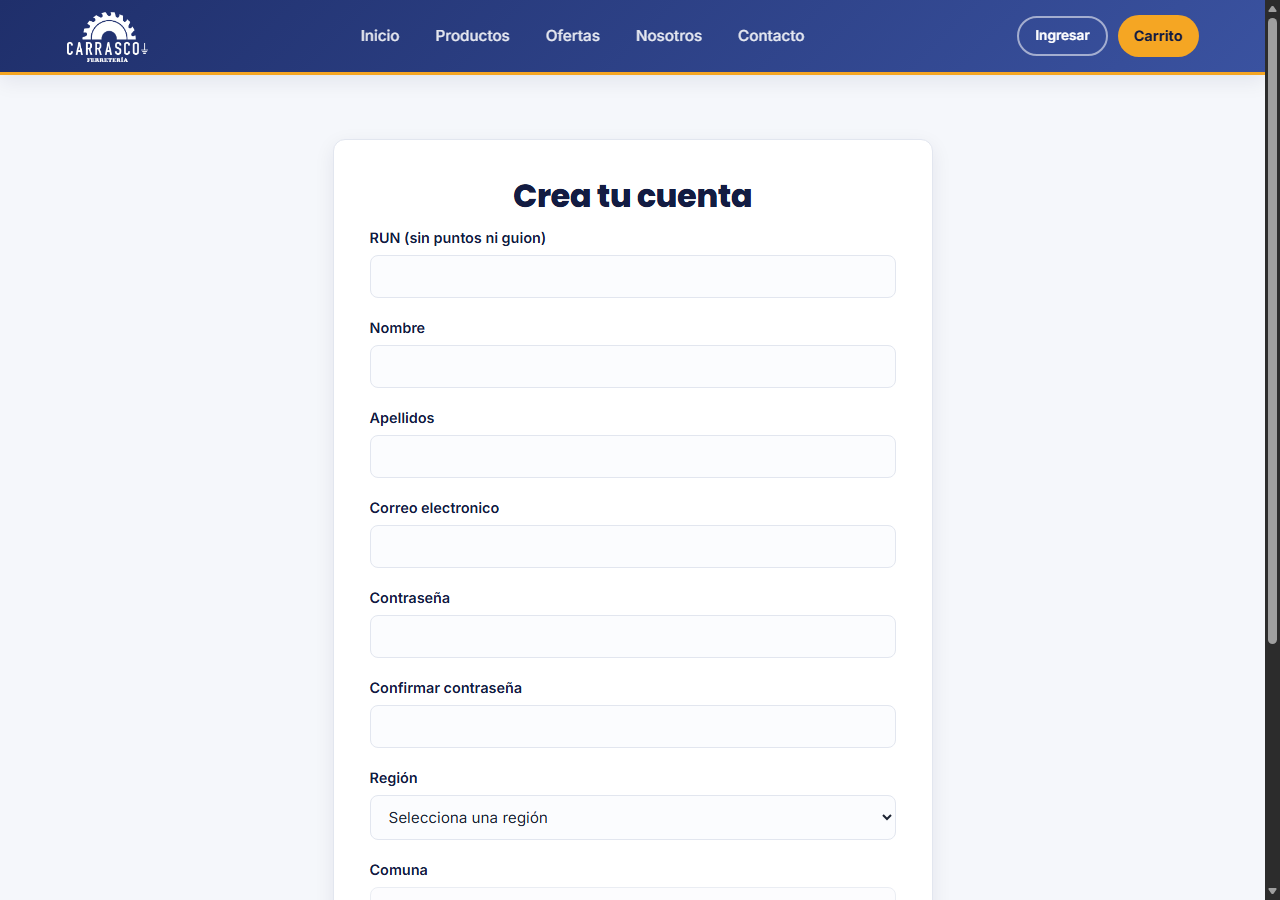 CARRASCO
FERRETERÍA
Inicio
Productos
Ofertas
Nosotros
Contacto
Ingresar
Carrito
Crea tu cuenta
RUN (sin puntos ni guion)
Nombre
Apellidos
Correo electronico
Contraseña
Confirmar contraseña
Región
Selecciona una región
Comuna